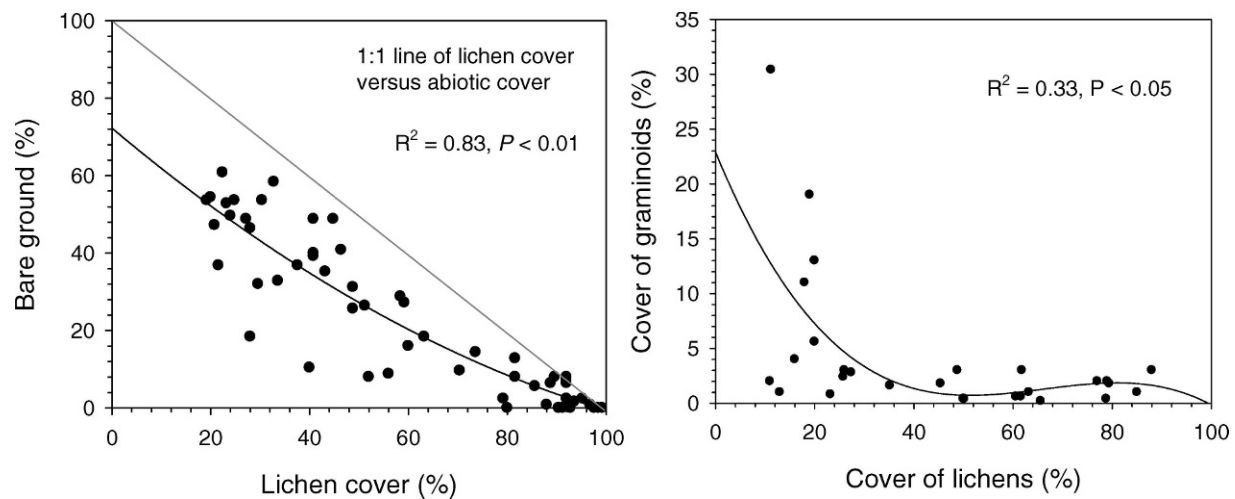 100
80
60
40
20
0
Bare ground (%)
1:1 line of lichen cover
versus abiotic cover
R² = 0.83, P < 0.01
0 20 40 60 80 100
Lichen cover (%)
35
30
25
20
15
10
5
0
Cover of graminoids (%)
R² = 0.33, P < 0.05
0 20 40 60 80 100
Cover of lichens (%)